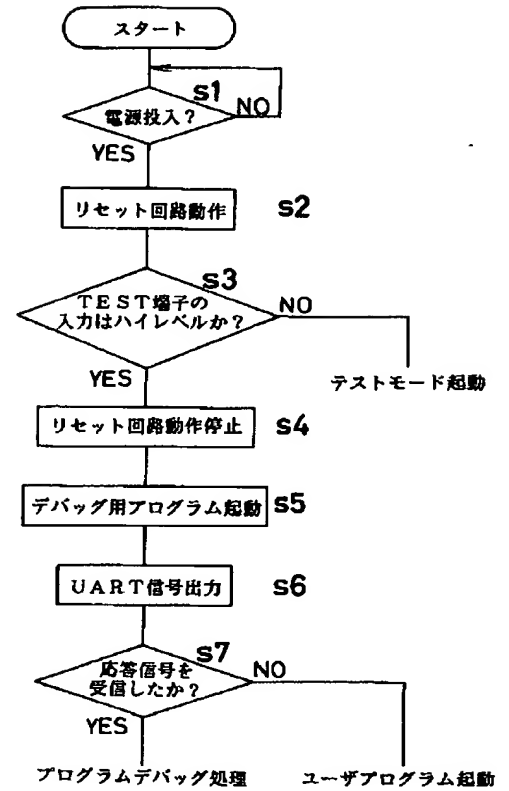 スタート
s1
電源投入?
NO
YES
リセット回路動作
s2
s3
TEST端子の
入力はハイレベルか?
NO
YES
テストモード起動
リセット回路動作停止
s4
デバッグ用アプログラム起動
s5
UART信号出力
s6
s7
応答信号を
受信したか?
NO
YES
プログラムデバッグ処理
ユーザプログラム起動